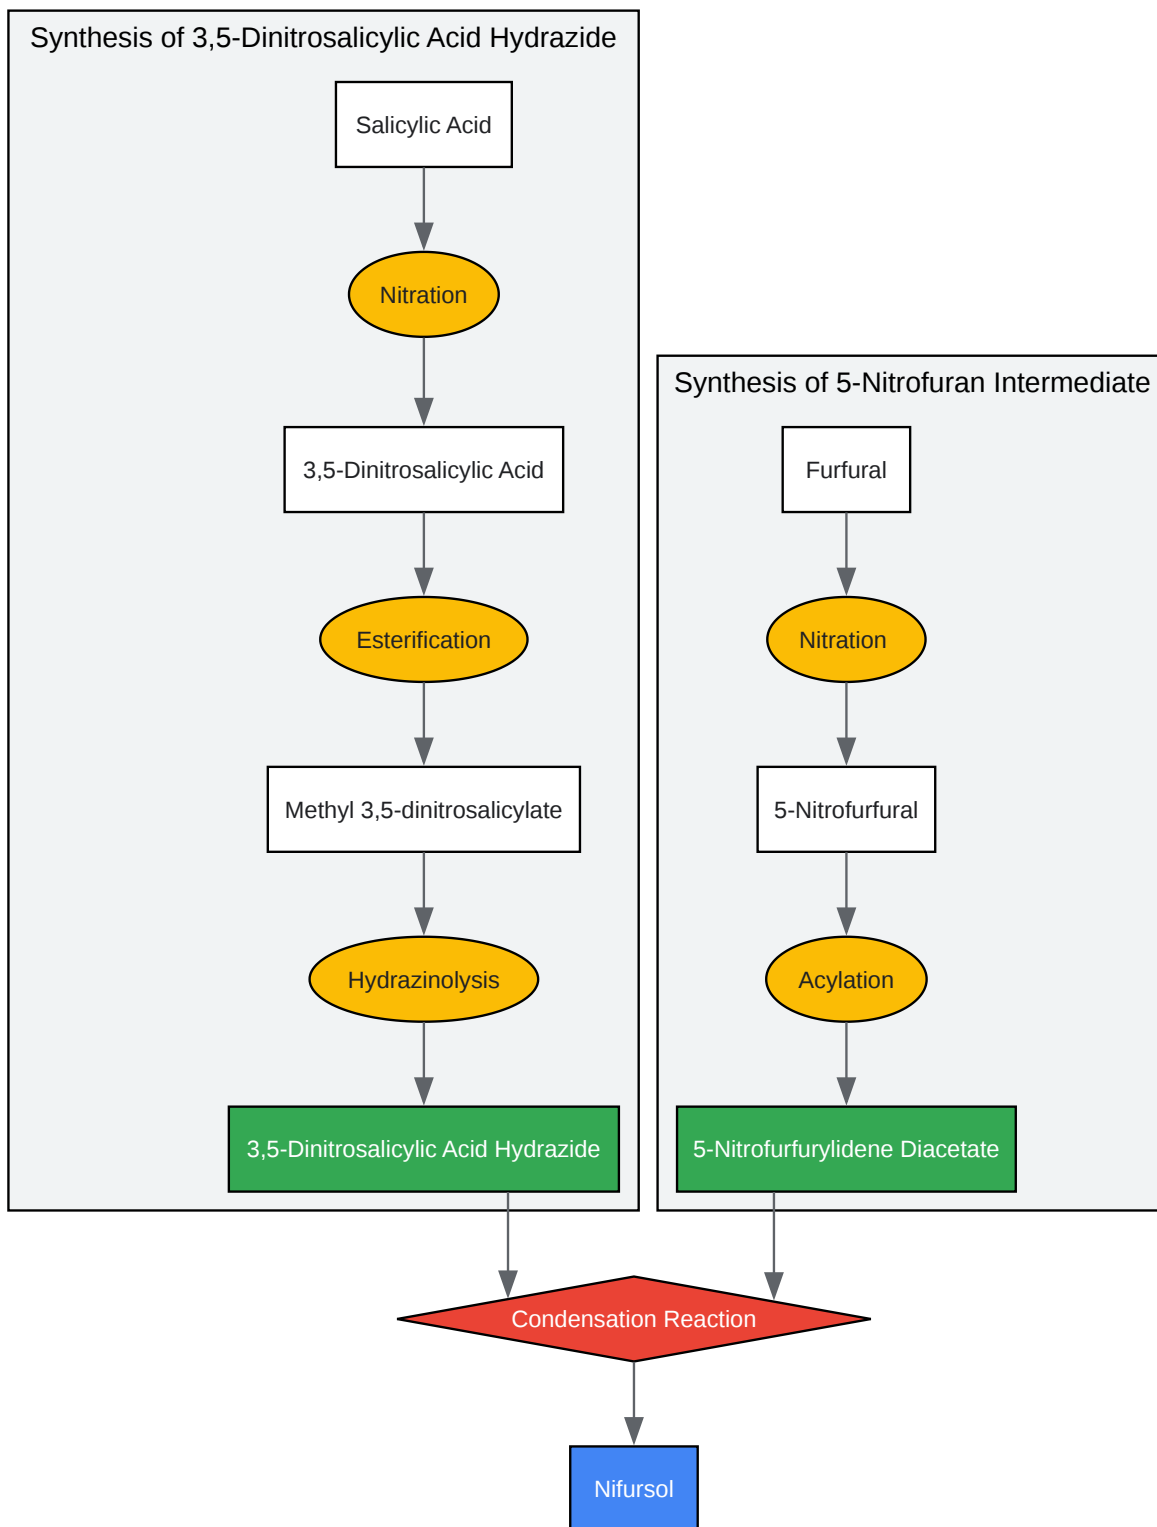 Synthesis of 3,5-Dinitrosalicylic Acid Hydrazide
Salicylic Acid
Nitration
3,5-Dinitrosalicylic Acid
Esterification
Methyl 3,5-dinitrosalicylate
Hydrazinolysis
3,5-Dinitrosalicylic Acid Hydrazide
Synthesis of 5-Nitrofuran Intermediate
Furfural
Nitration
5-Nitrofurfural
Acylation
5-Nitrofurfurylidene Diacetate
Condensation Reaction
Nifursol